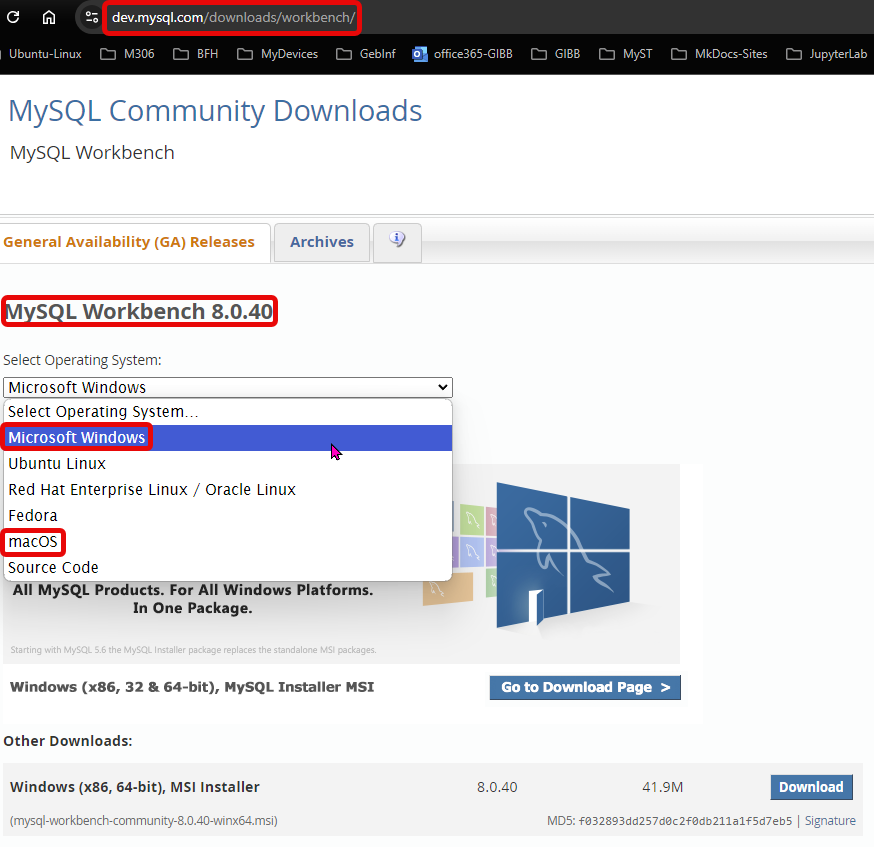 dev.mysql.com/downloads/workbench/
Ubuntu-Linux M306 BFH MyDevices GebInf office365-GIBB GIBB MyST MkDocs-Sites JupyterLab
MySQL Community Downloads
MySQL Workbench
General Availability (GA) Releases Archives
MySQL Workbench 8.0.40
Select Operating System:
Microsoft Windows
Select Operating System...
Microsoft Windows
Ubuntu Linux
Red Hat Enterprise Linux / Oracle Linux
Fedora
macOS
Source Code
All MySQL Products. For All Windows Platforms.
In One Package.
Starting with MySQL 5.6 the MySQL Installer package replaces the standalone MSI packages.
Windows (x86, 32 & 64-bit), MySQL Installer MSI Go to Download Page >
Other Downloads:
Windows (x86, 64-bit), MSI Installer 8.0.40 41.9M Download
(mysql-workbench-community-8.0.40-winx64.msi) MD5: f032893dd257d0c2f0db211a1f5d7eb5 | Signature